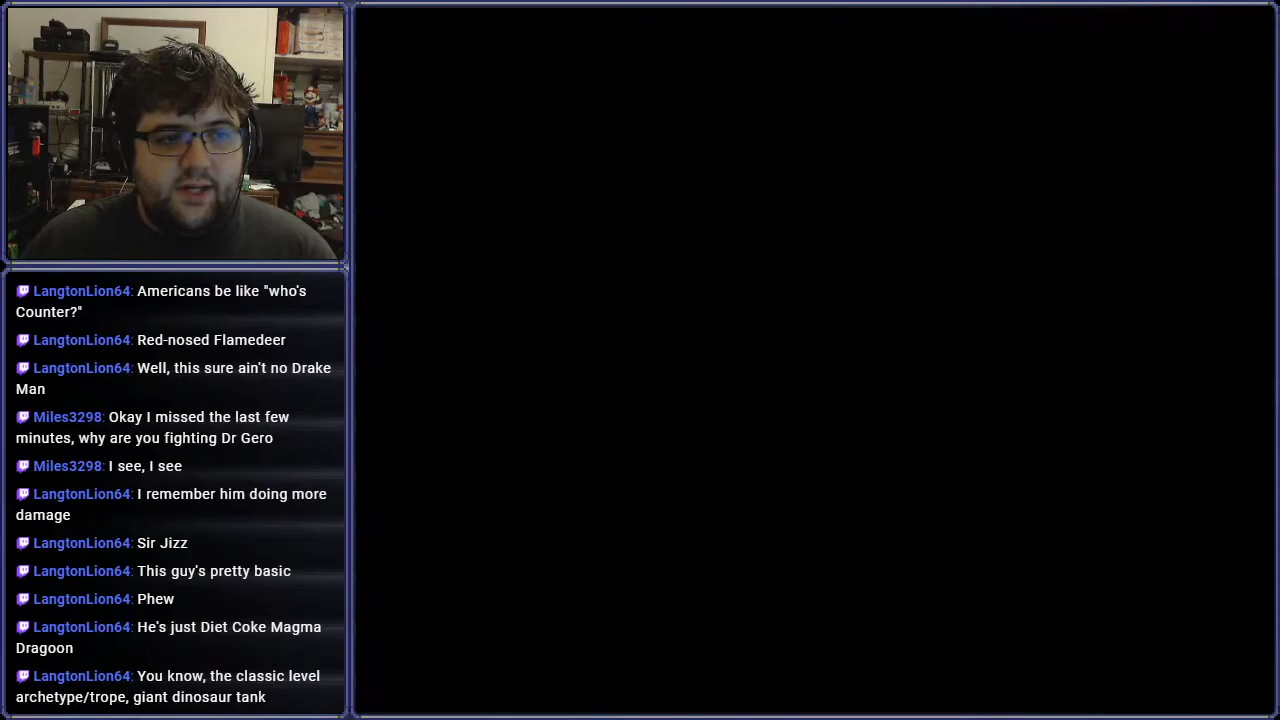 LangtonLion64: Americans be like "who's
Counter?"
LangtonLion64: Red-nosed Flamedeer
LangtonLion64: Well, this sure ain't no Drake
Man
Miles3298: Okay I missed the last few
minutes, why are you fighting Dr Gero
Miles3298: I see, I see
LangtonLion64: I remember him doing more
damage
LangtonLion64: Sir Jizz
LangtonLion64: This guy's pretty basic
LangtonLion64: Phew
LangtonLion64: He's just Diet Coke Magma
Dragoon
LangtonLion64: You know, the classic level
archetype/trope, giant dinosaur tank